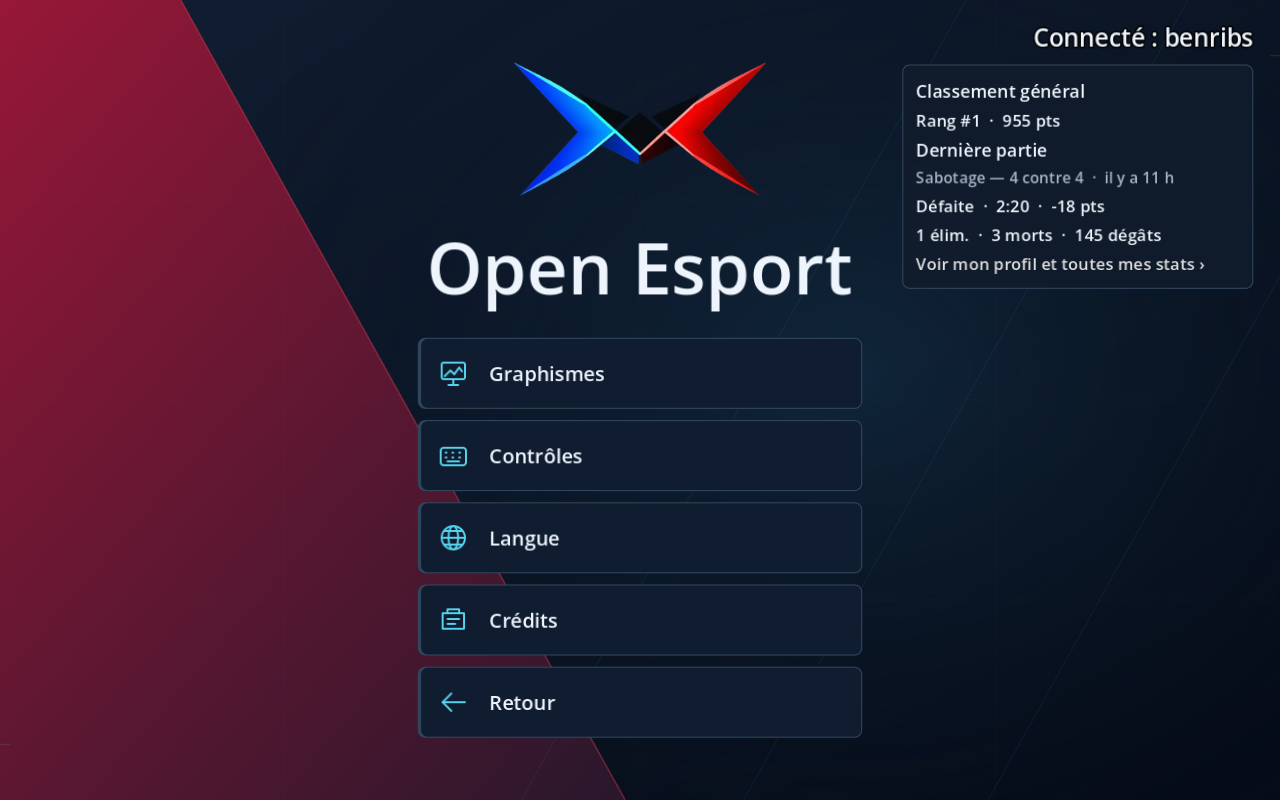 Connecté : benribs
Classement général
Rang #1 · 955 pts
Dernière partie
Sabotage — 4 contre 4 · il y a 11 h
Défaite · 2:20 · -18 pts
1 élim. · 3 morts · 145 dégâts
Voir mon profil et toutes mes stats ›
Open Esport
Graphismes
Contrôles
Langue
Crédits
Retour